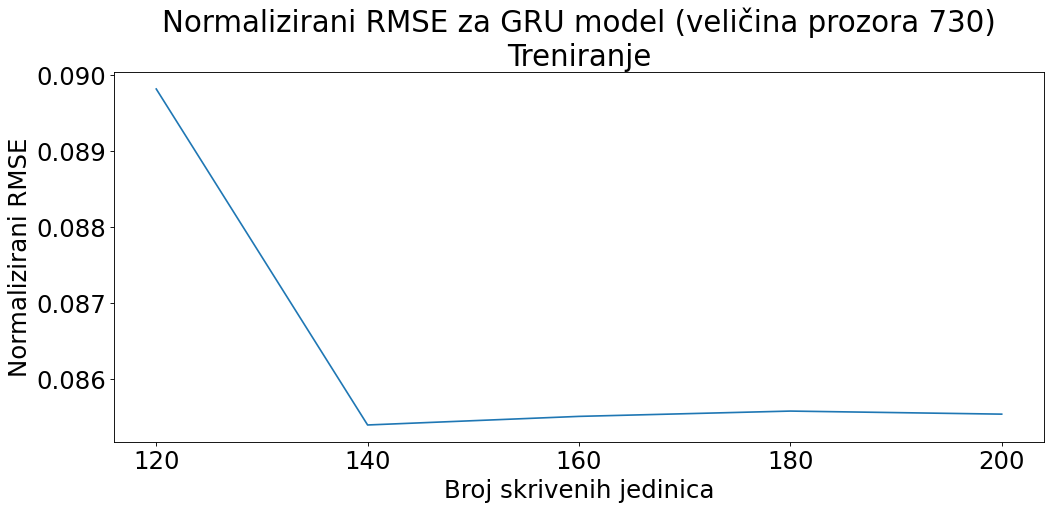 Normalizirani RMSE za GRU model (veličina prozora 730)
Treniranje
Normalizirani RMSE
0.090
0.089
0.088
0.087
0.086
120 140 160 180 200
Broj skrivenih jedinica